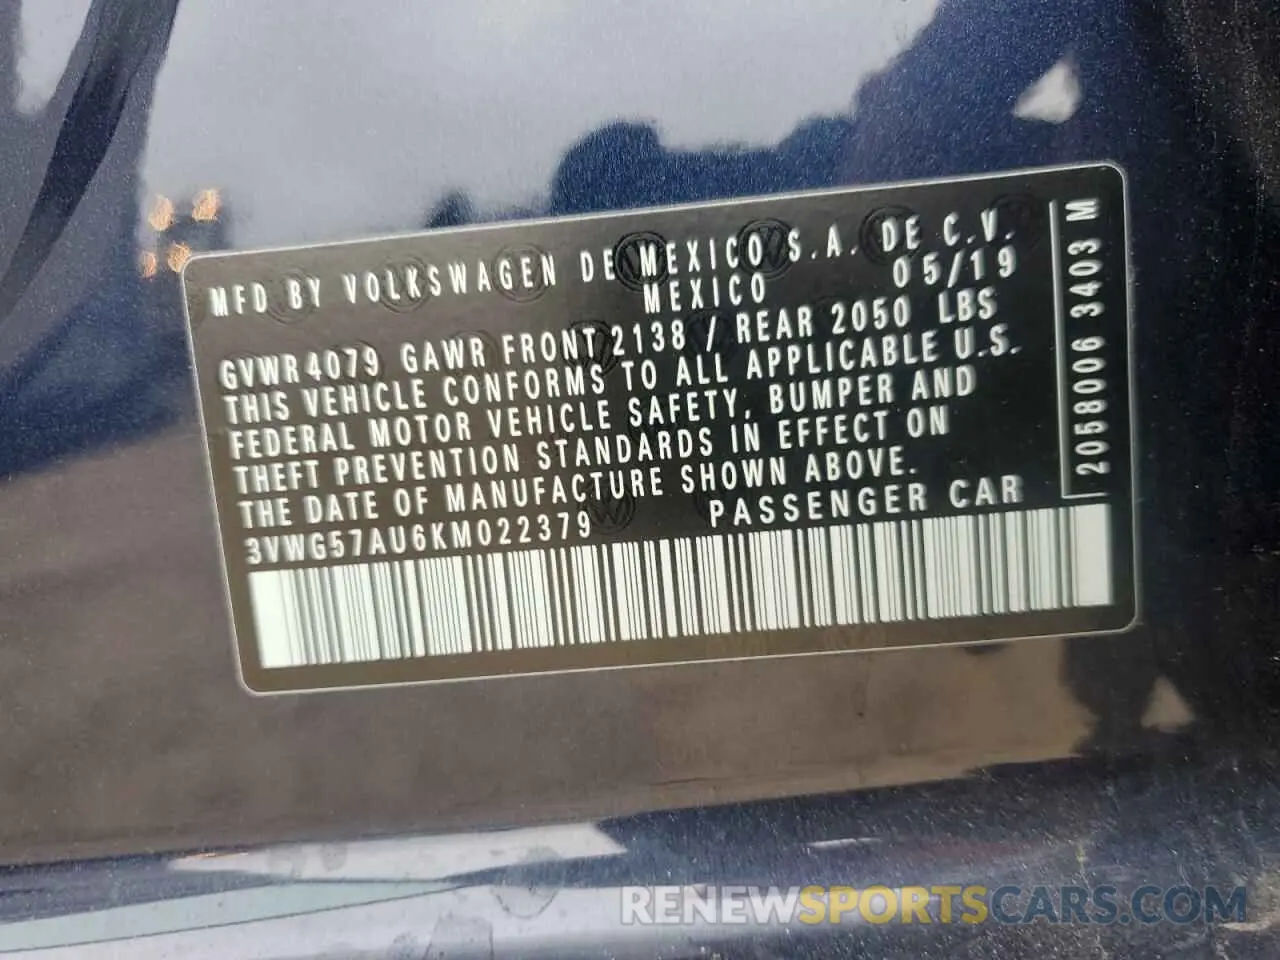 MFD BY VOLKSWAGEN DE MEXICO S.A. DE C.V.
MEXICO 05/19
GVWR4079 GAWR FRONT 2138 / REAR 2050 LBS
THIS VEHICLE CONFORMS TO ALL APPLICABLE U.S.
FEDERAL MOTOR VEHICLE SAFETY, BUMPER AND
THEFT PREVENTION STANDARDS IN EFFECT ON
THE DATE OF MANUFACTURE SHOWN ABOVE.
3VWG57AU6KM022379 PASSENGER CAR
2058006 3403 M
RENEWSPORTSCARS.COM